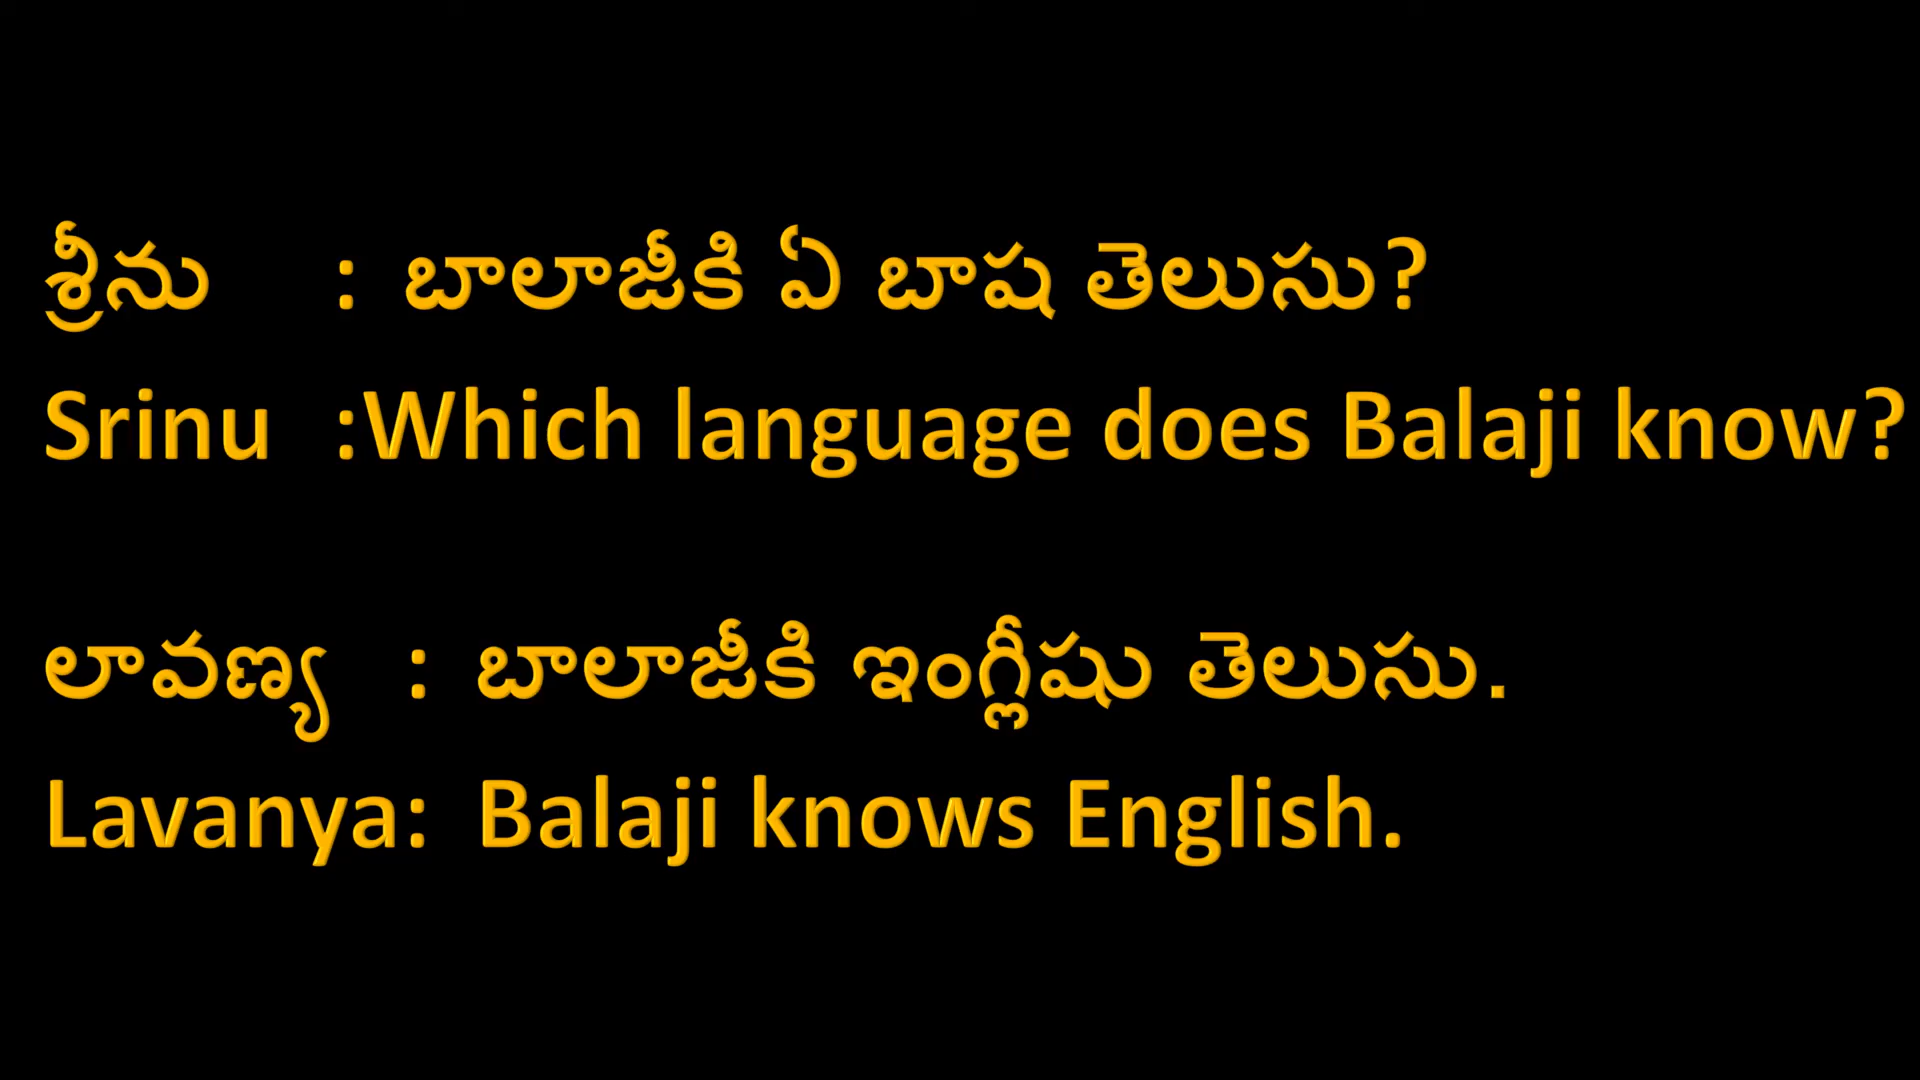 శ్రీను : బాలాజీకి ఏ బాష తెలుసు?
Srinu :Which language does Balaji know?
లావణ్య : బాలాజీకి ఇంగ్లీషు తెలుసు.
Lavanya: Balaji knows English.